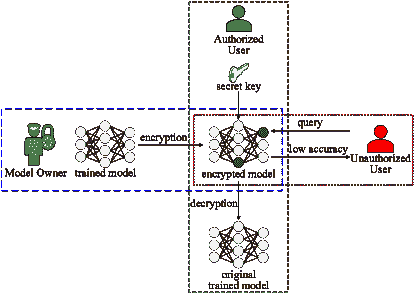 Authorized
User
secret key
encryption
query
low accuracy
Model Owner
trained model
encrypted model
Unauthorized
User
decryption
original
trained model